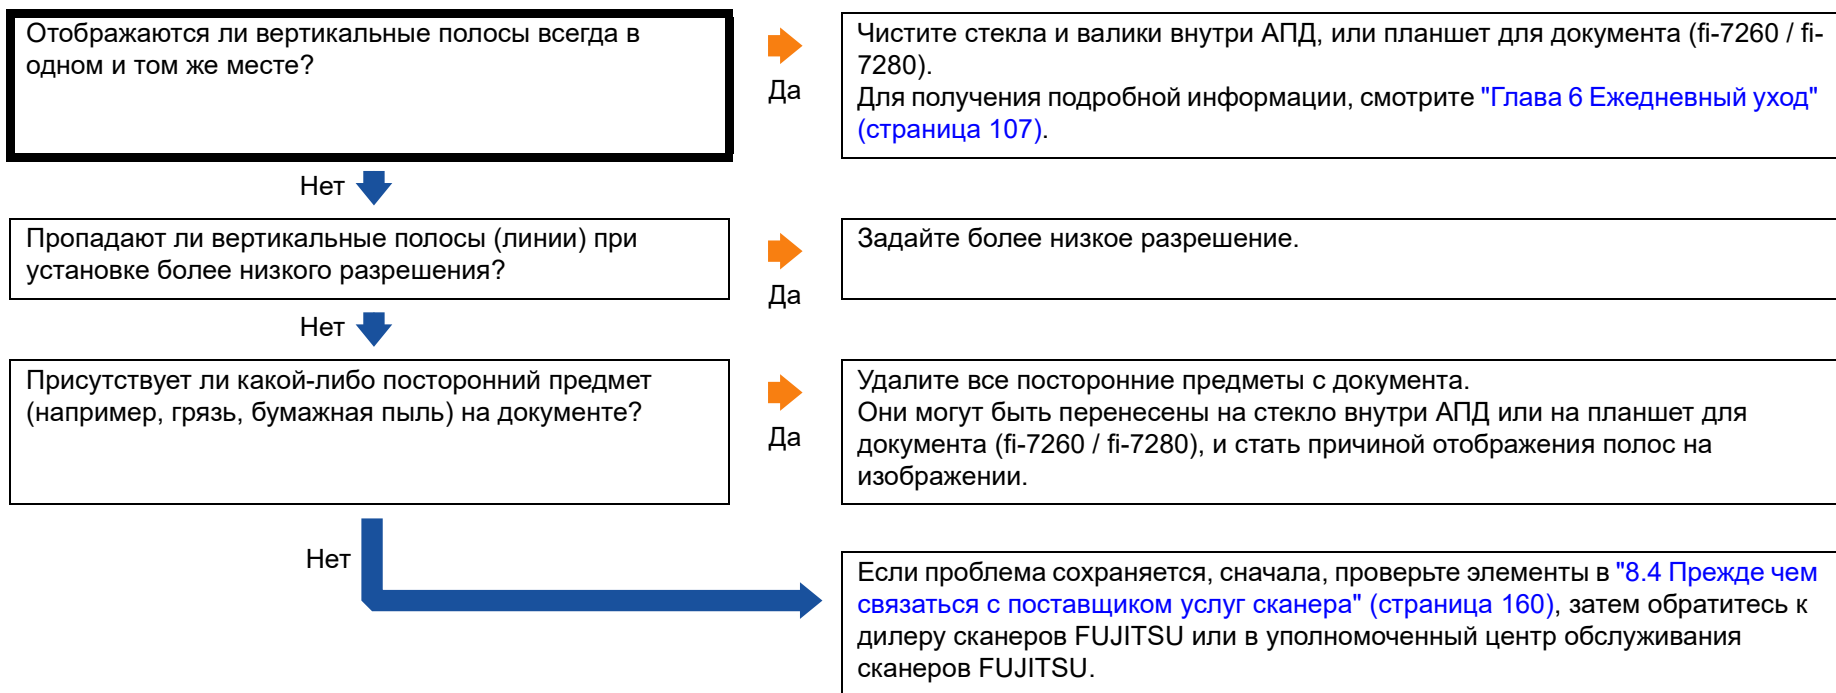 Отображаются ли вертикальные полосы всегда в
одном и том же месте?
Да
Чистите стекла и валики внутри АПД, или планшет для документа (fi-7260 / fi-
7280).
Для получения подробной информации, смотрите "Глава 6 Ежедневный уход"
(страница 107).
Нет
Пропадают ли вертикальные полосы (линии) при
установке более низкого разрешения?
Да
Задайте более низкое разрешение.
Нет
Присутствует ли какой-либо посторонний предмет
(например, грязь, бумажная пыль) на документе?
Да
Удалите все посторонние предметы с документа.
Они могут быть перенесены на стекло внутри АПД или на планшет для
документа (fi-7260 / fi-7280), и стать причиной отображения полос на
изображении.
Нет
Если проблема сохраняется, сначала, проверьте элементы в "8.4 Прежде чем
связаться с поставщиком услуг сканера" (страница 160), затем обратитесь к
дилеру сканеров FUJITSU или в уполномоченный центр обслуживания
сканеров FUJITSU.